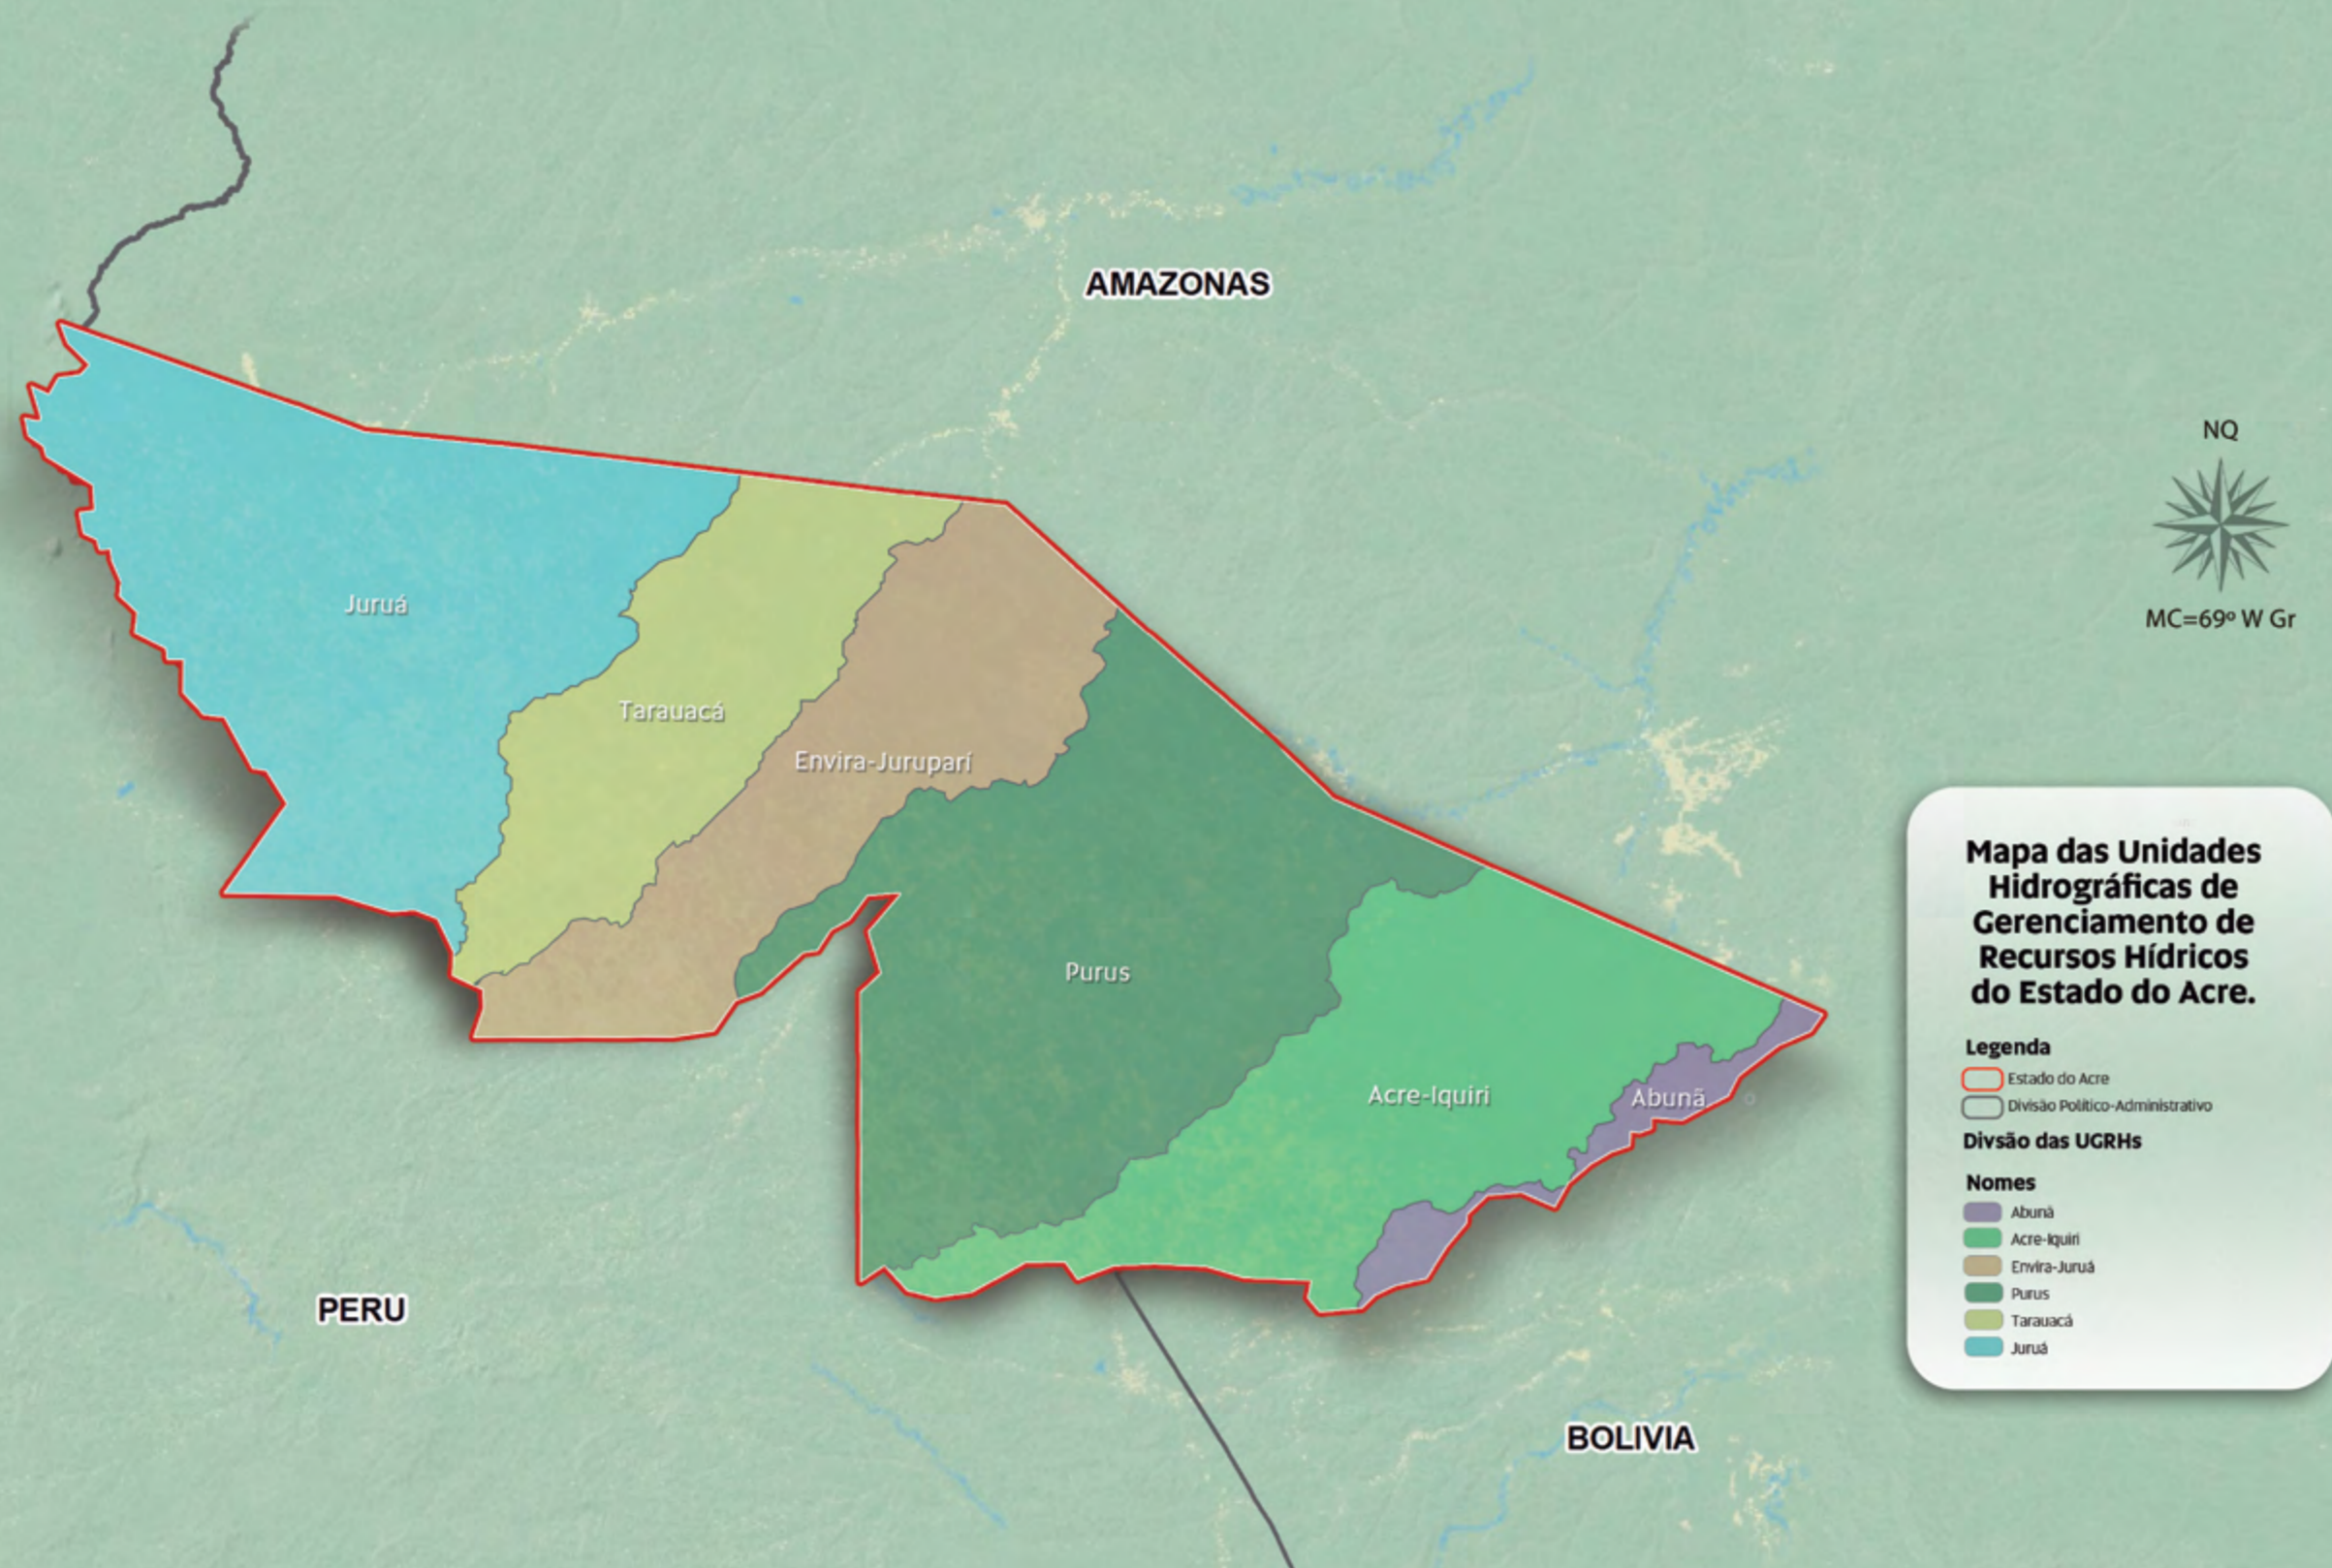 AMAZONAS
NQ
MC=69º W Gr
Juruá
Tarauacá
Envira-Juruparí
Purus
Acre-Iquiri
Abunã
PERU
BOLIVIA
Mapa das Unidades
Hidrográficas de
Gerenciamento de
Recursos Hídricos
do Estado do Acre.
Legenda
Estado do Acre
Divisão Político-Administrativo
Divsão das UGRHs
Nomes
Abunã
Acre-Iquiri
Envira-Juruá
Purus
Tarauacá
Juruá